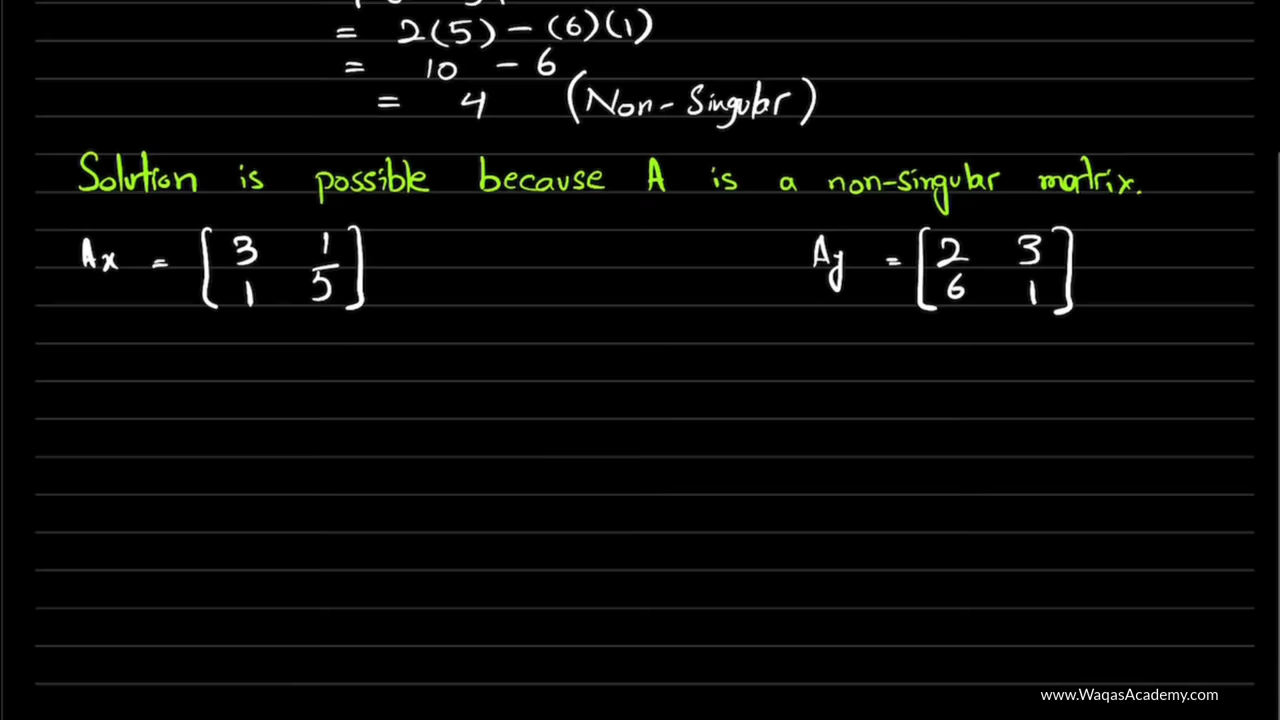 = 2(5) - (6)(1)
= 10 - 6
= 4 (Non-Singular)
Solution is possible because A is a non-singular matrix.
Ax = [3 1
1 5]
Ay = [2 3
6 1]
www.WaqasAcademy.com